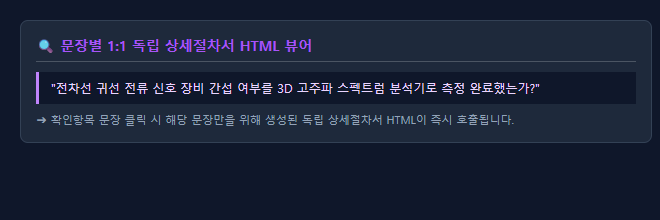 🔍 문장별 1:1 독립 상세절차서 HTML 뷰어
"전차선 귀선 전류 신호 장비 간섭 여부를 3D 고주파 스펙트럼 분석기로 측정 완료했는가?"
➔ 확인항목 문장 클릭 시 해당 문장만을 위해 생성된 독립 상세절차서 HTML이 즉시 호출됩니다.